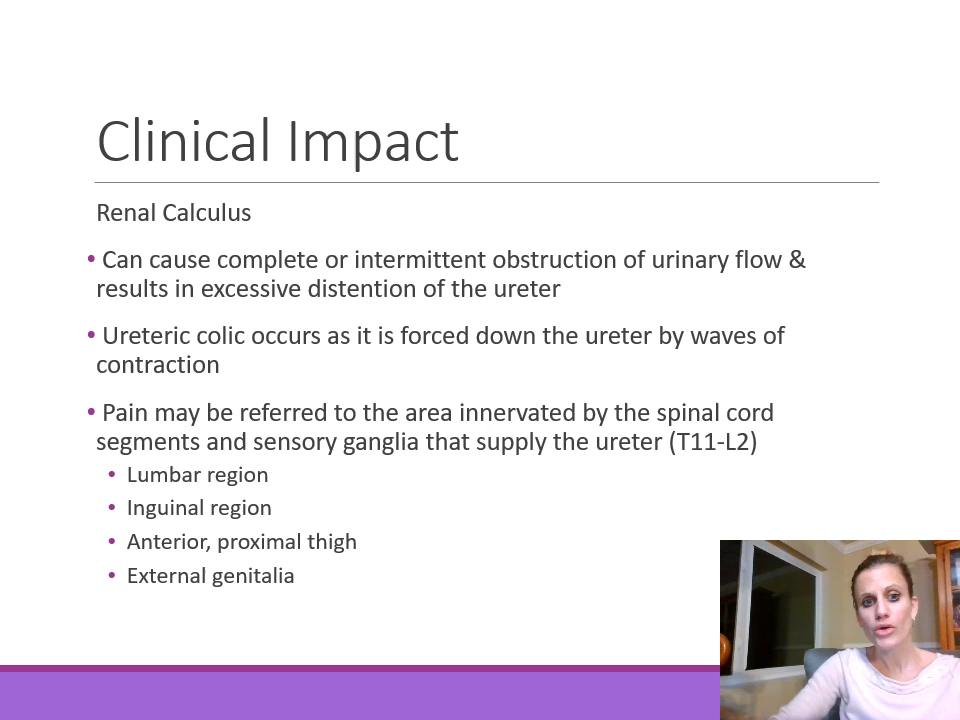 Clinical Impact
Renal Calculus
• Can cause complete or intermittent obstruction of urinary flow &
results in excessive distention of the ureter
• Ureteric colic occurs as it is forced down the ureter by waves of
contraction
• Pain may be referred to the area innervated by the spinal cord
segments and sensory ganglia that supply the ureter (T11-L2)
• Lumbar region
• Inguinal region
• Anterior, proximal thigh
• External genitalia